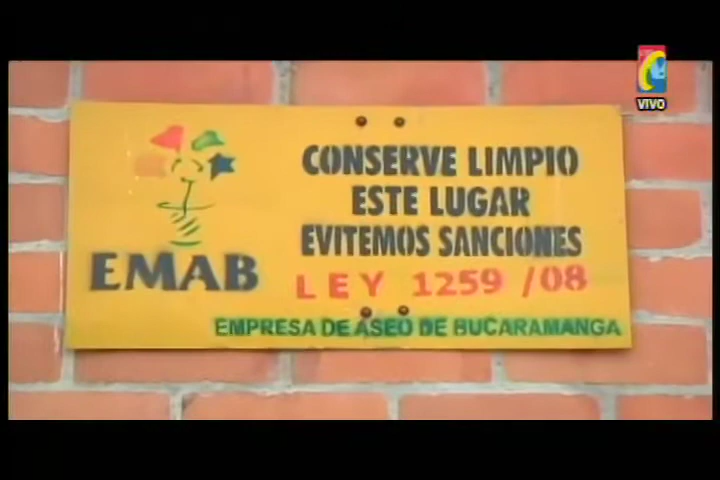 VIVO
CONSERVE LIMPIO
ESTE LUGAR
EVITEMOS SANCIONES
EMAB
LEY 1259/08
EMPRESA DE ASEO DE BUCARAMANGA